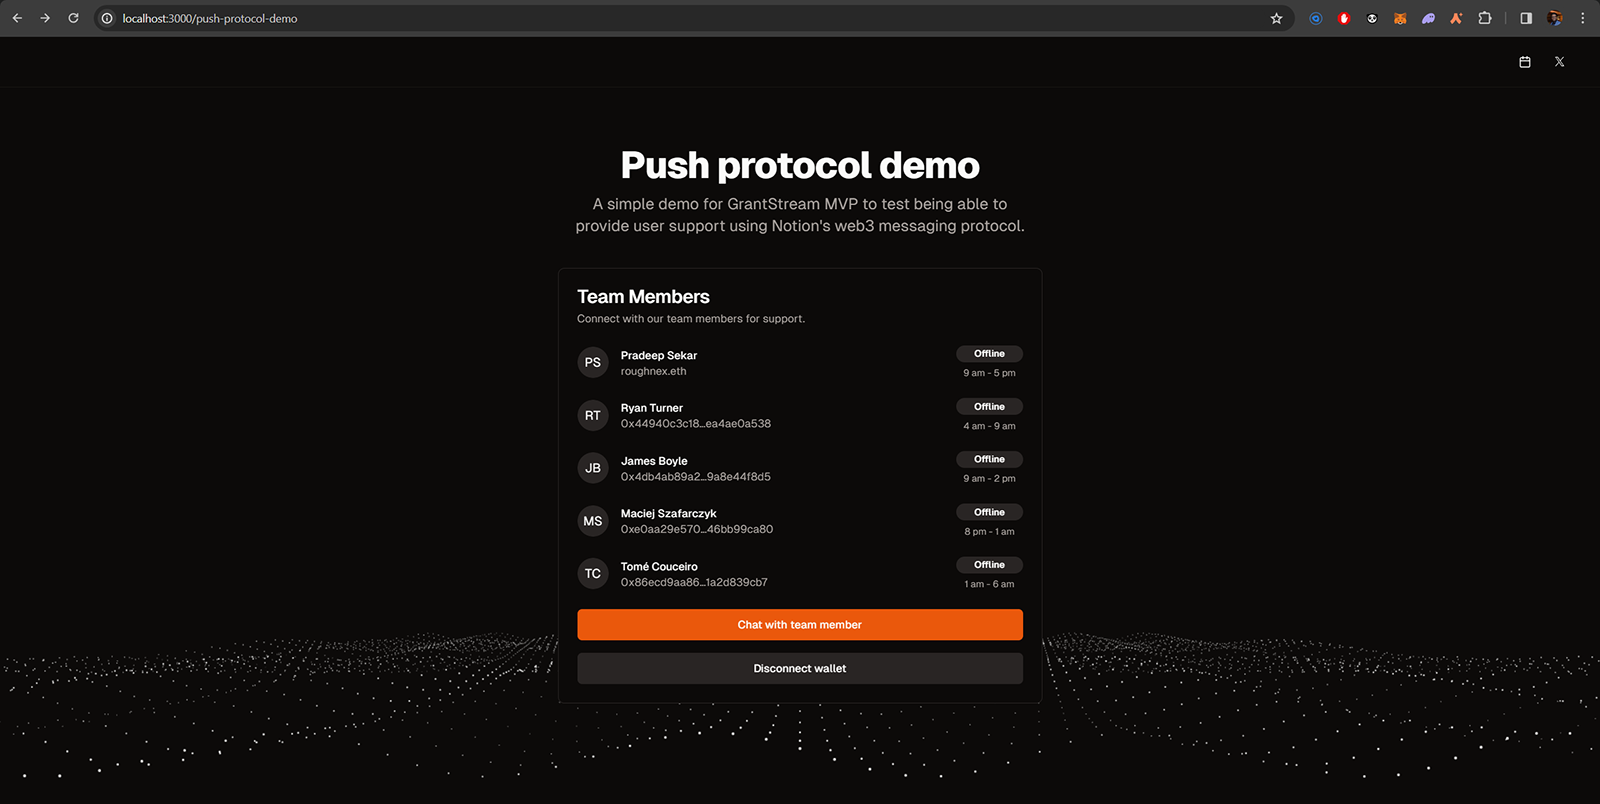 localhost:3000/push-protocol-demo
Push protocol demo
A simple demo for GrantStream MVP to test being able to
provide user support using Notion's web3 messaging protocol.
Team Members
Connect with our team members for support.
PS
Pradeep Sekar
roughnex.eth
Offline
9 am - 5 pm
RT
Ryan Turner
0x44940c3c18...ea4ae0a538
Offline
4 am - 9 am
JB
James Boyle
0x4db4ab89a2...9a8e44f8d5
Offline
9 am - 2 pm
MS
Maciej Szafarczyk
0xe0aa29e570...46bb99ca80
Offline
8 pm - 1 am
TC
Tomé Couceiro
0x86ecd9aa86...1a2d839cb7
Offline
1 am - 6 am
Chat with team member
Disconnect wallet